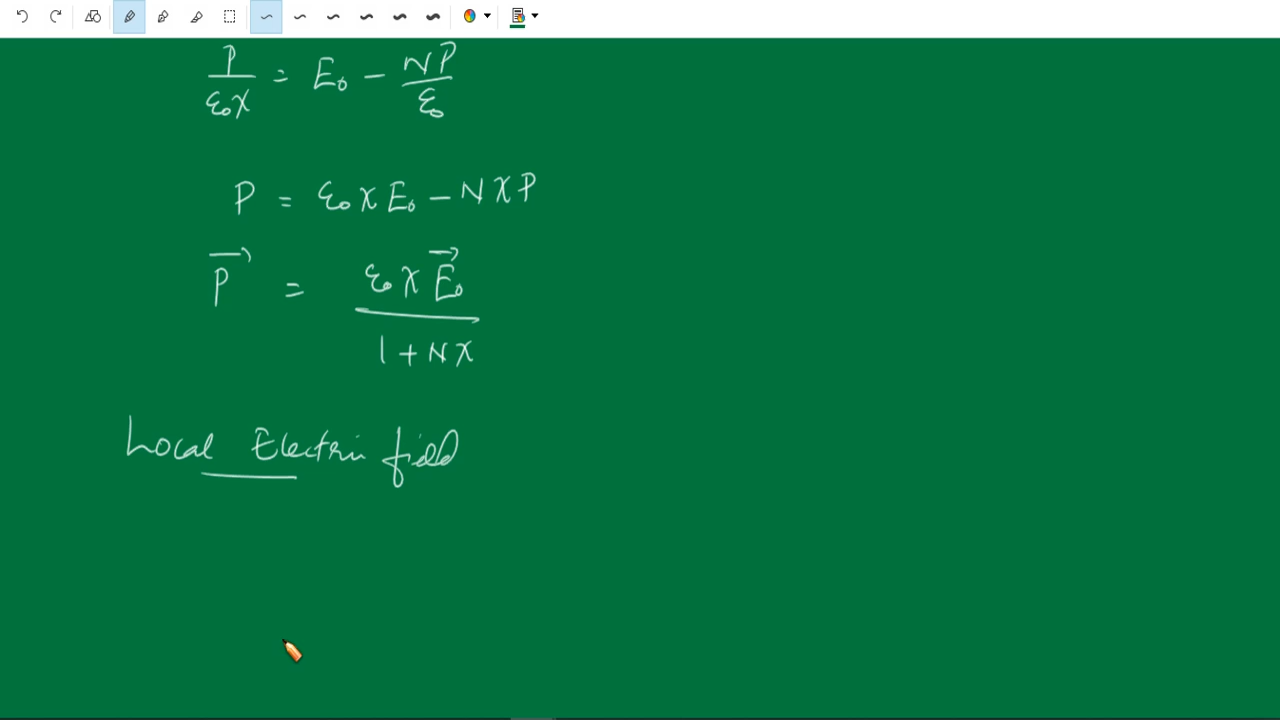 P/ε₀χ = E₀ − NP/ε₀
P = ε₀χE₀ − NχP
P⃗ = ε₀χE⃗₀ / 1 + Nχ
Local Electric field